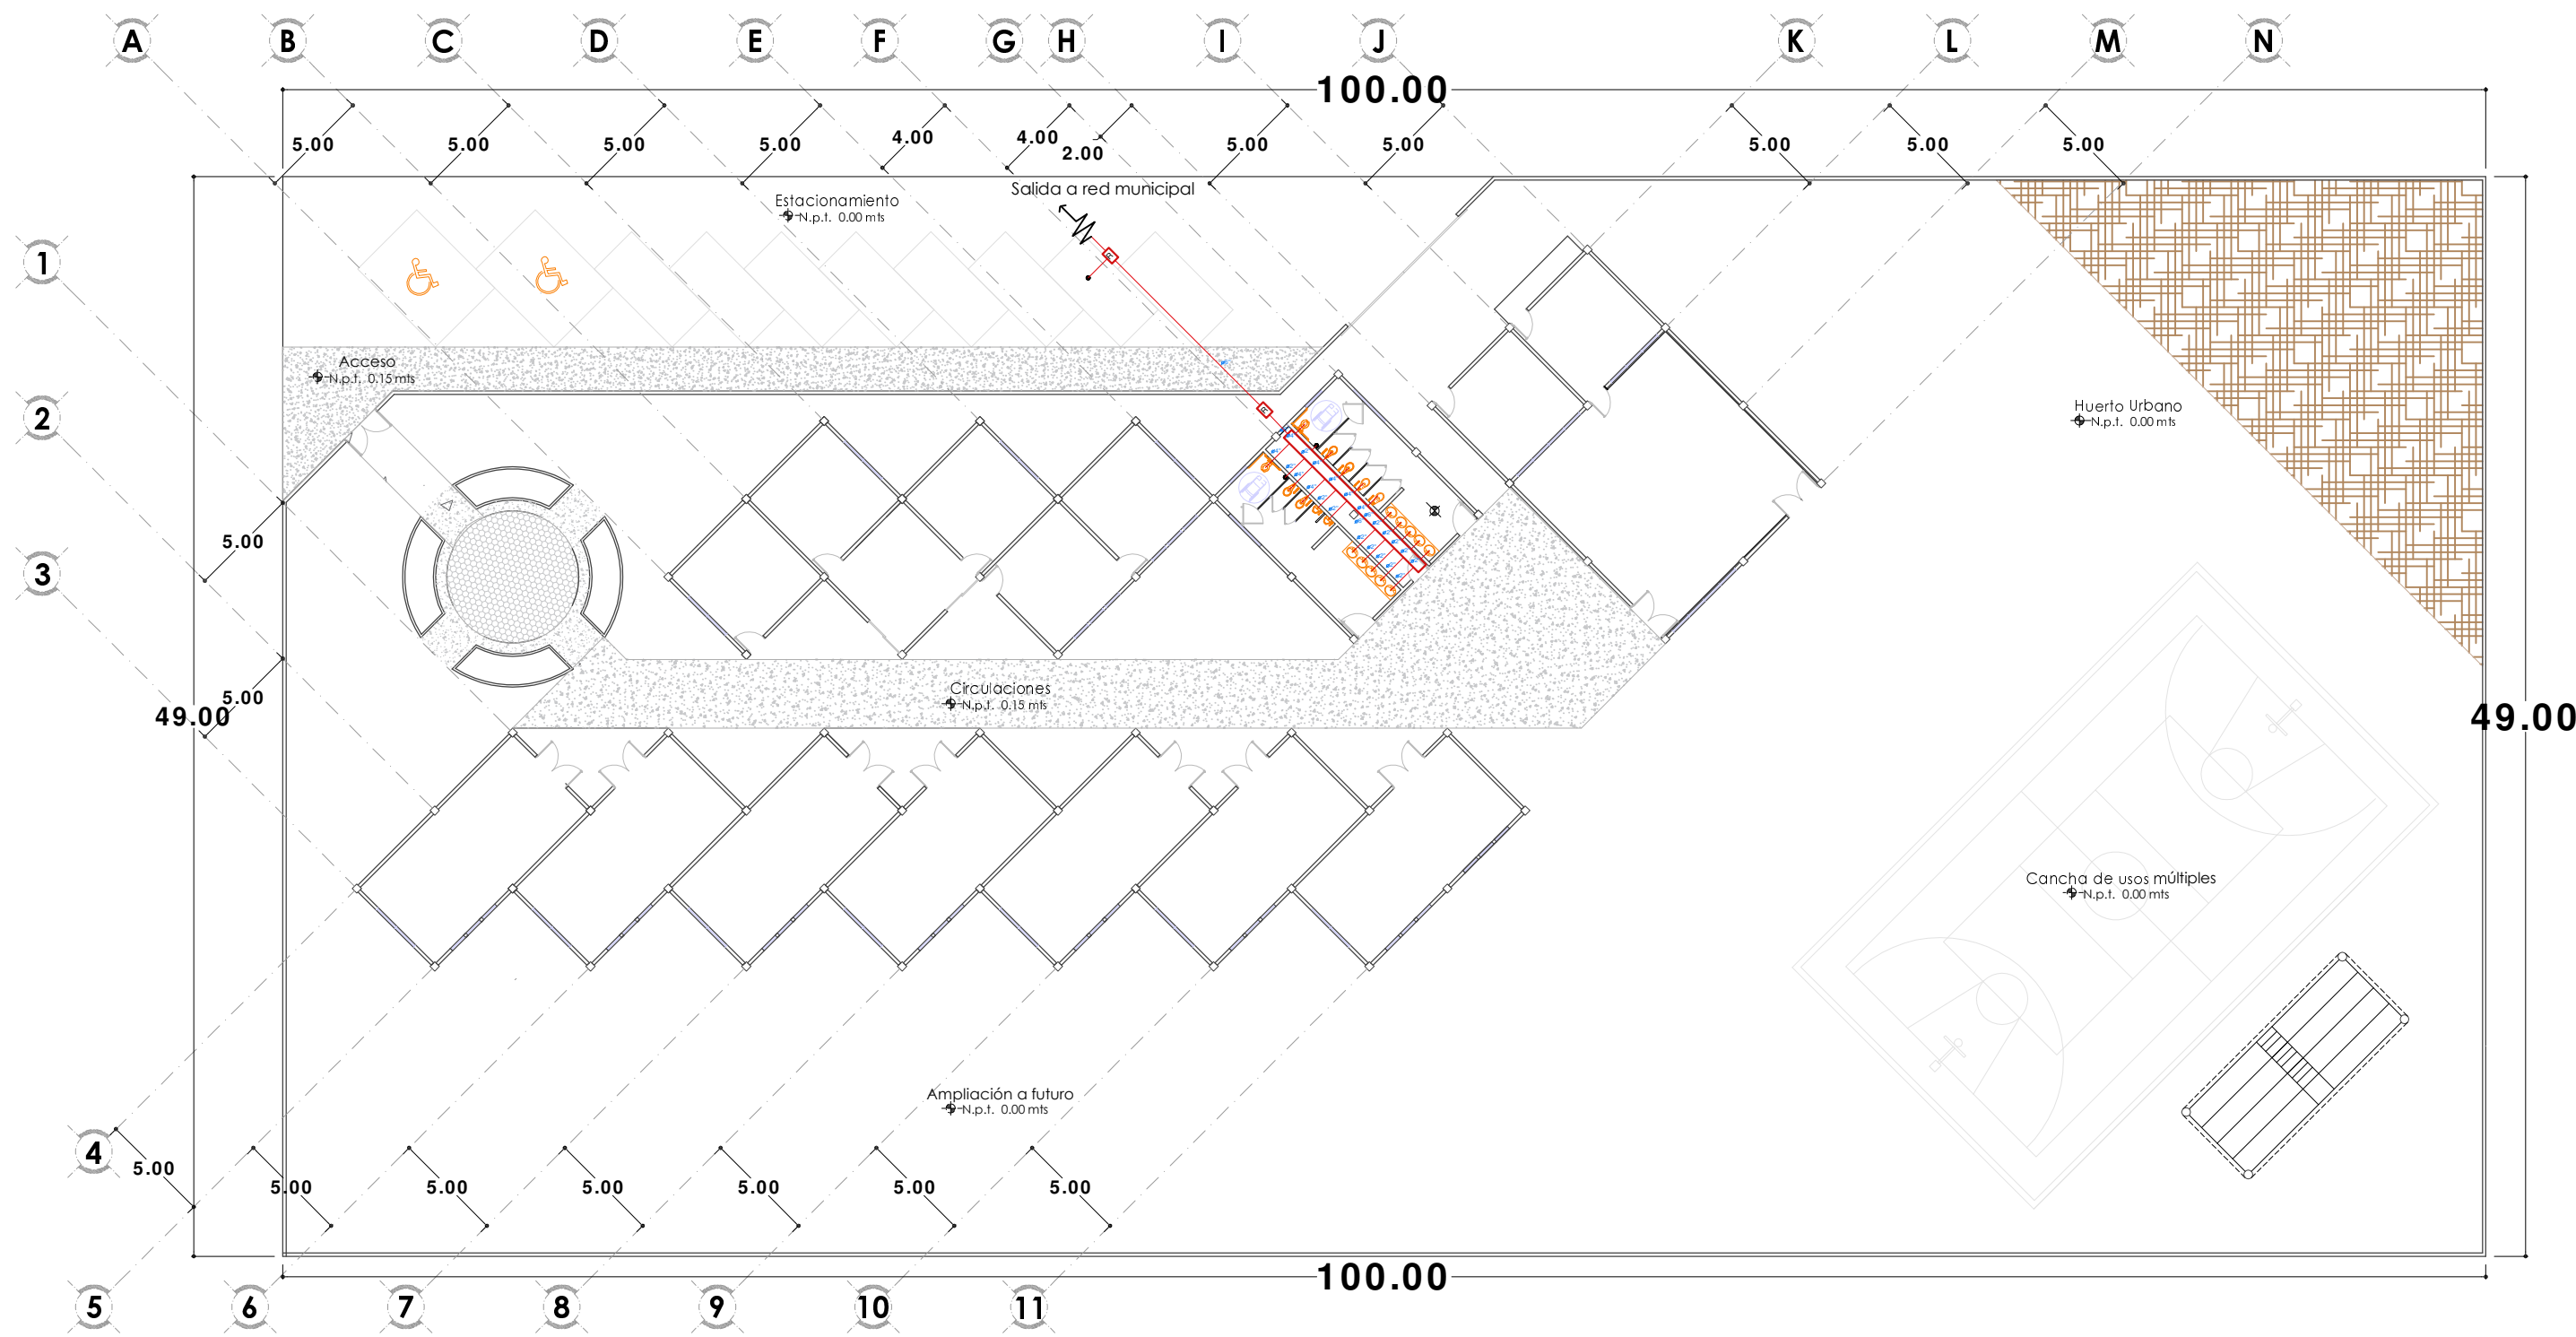 A B C D E F G H I J K L M N
100.00
5.00 5.00 5.00 5.00 4.00 4.00 2.00 5.00 5.00 5.00 5.00 5.00
Salida a red municipal
Estacionamiento
N.p.t. 0.00 mts
1
Acceso
N.p.t. 0.15 mts
2
Huerto Urbano
N.p.t. 0.00 mts
5.00
3
Circulaciones
N.p.t. 0.15 mts
5.00
49.00
49.00
Cancha de usos múltiples
N.p.t. 0.00 mts
Ampliación a futuro
N.p.t. 0.00 mts
4
5.00
5.00 5.00 5.00 5.00 5.00 5.00
100.00
5 6 7 8 9 10 11